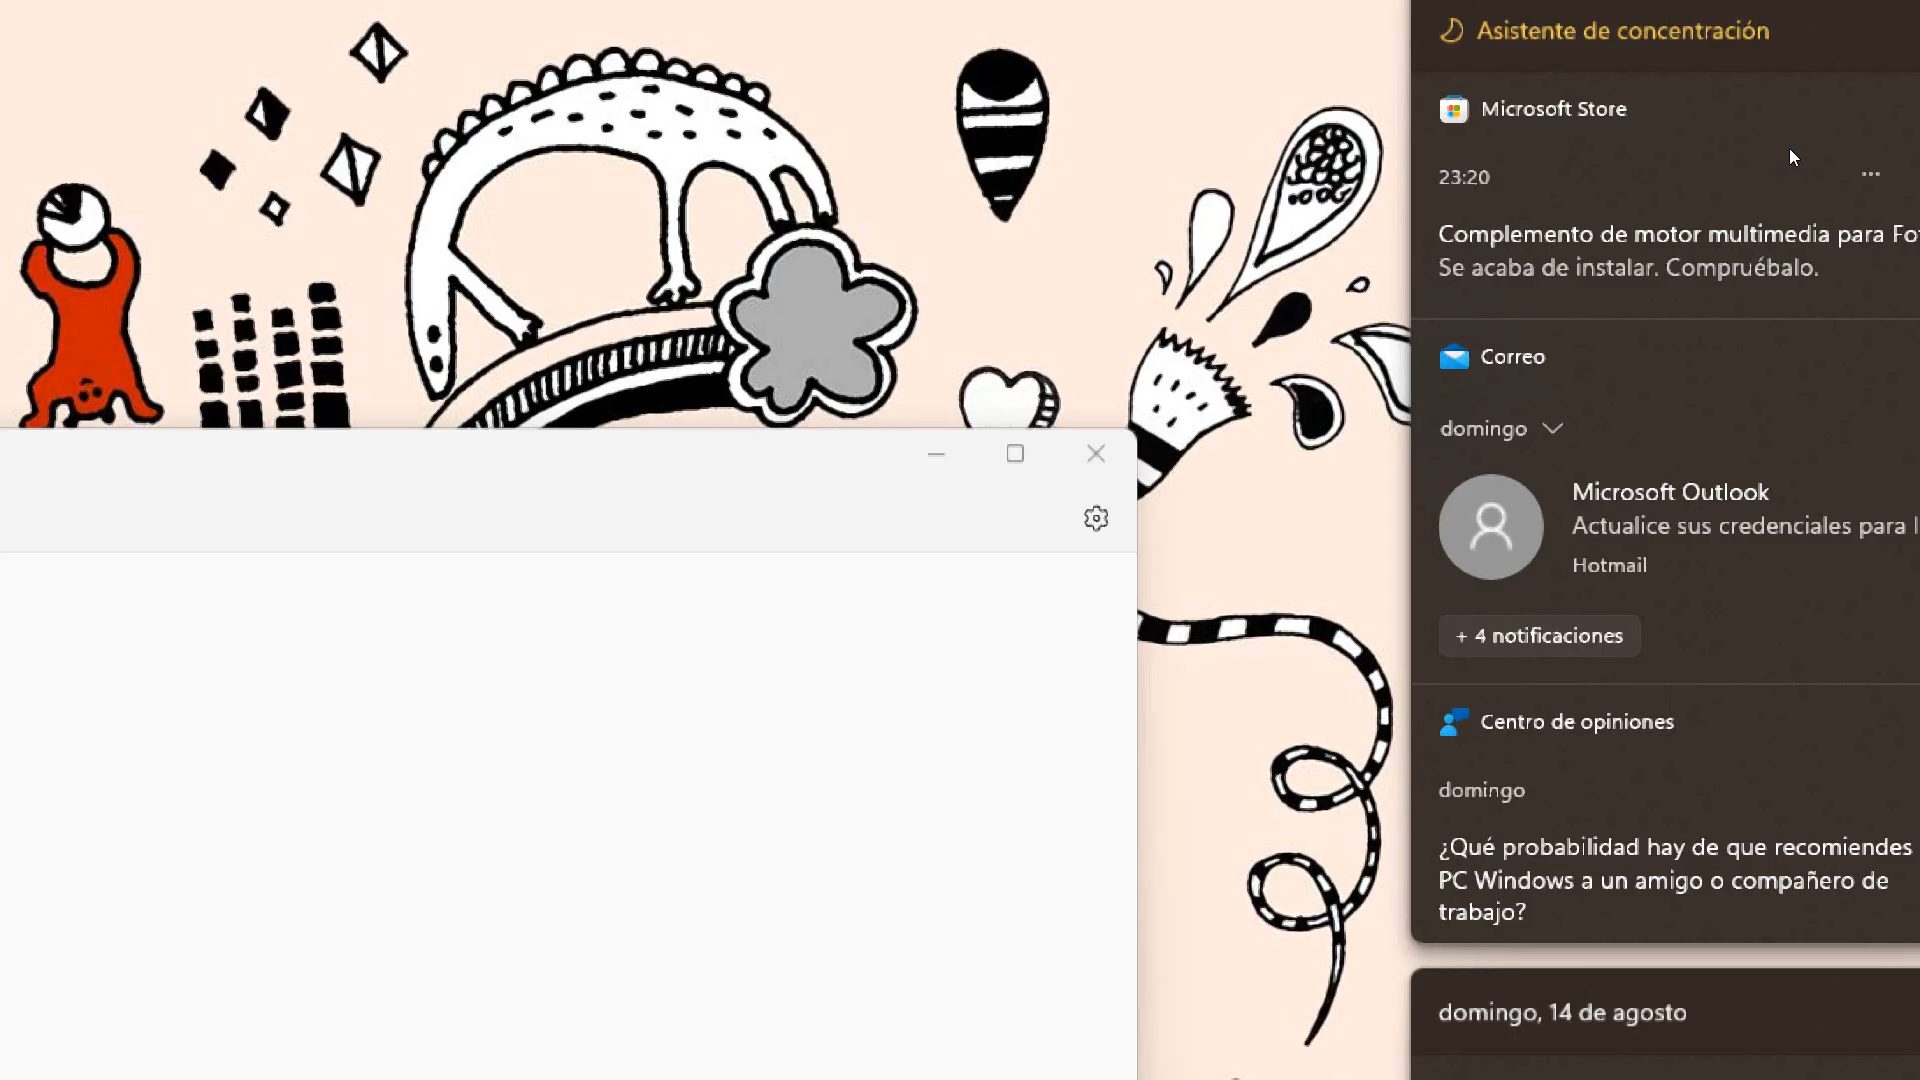 Asistente de concentración
Microsoft Store
23:20
Complemento de motor multimedia para
Se acaba de instalar. Compruébalo.
Correo
domingo
Microsoft Outlook
Actualice sus credenciales para
Hotmail
+ 4 notificaciones
Centro de opiniones
domingo
¿Qué probabilidad hay de que recomiendes
PC Windows a un amigo o compañero de
trabajo?
domingo, 14 de agosto